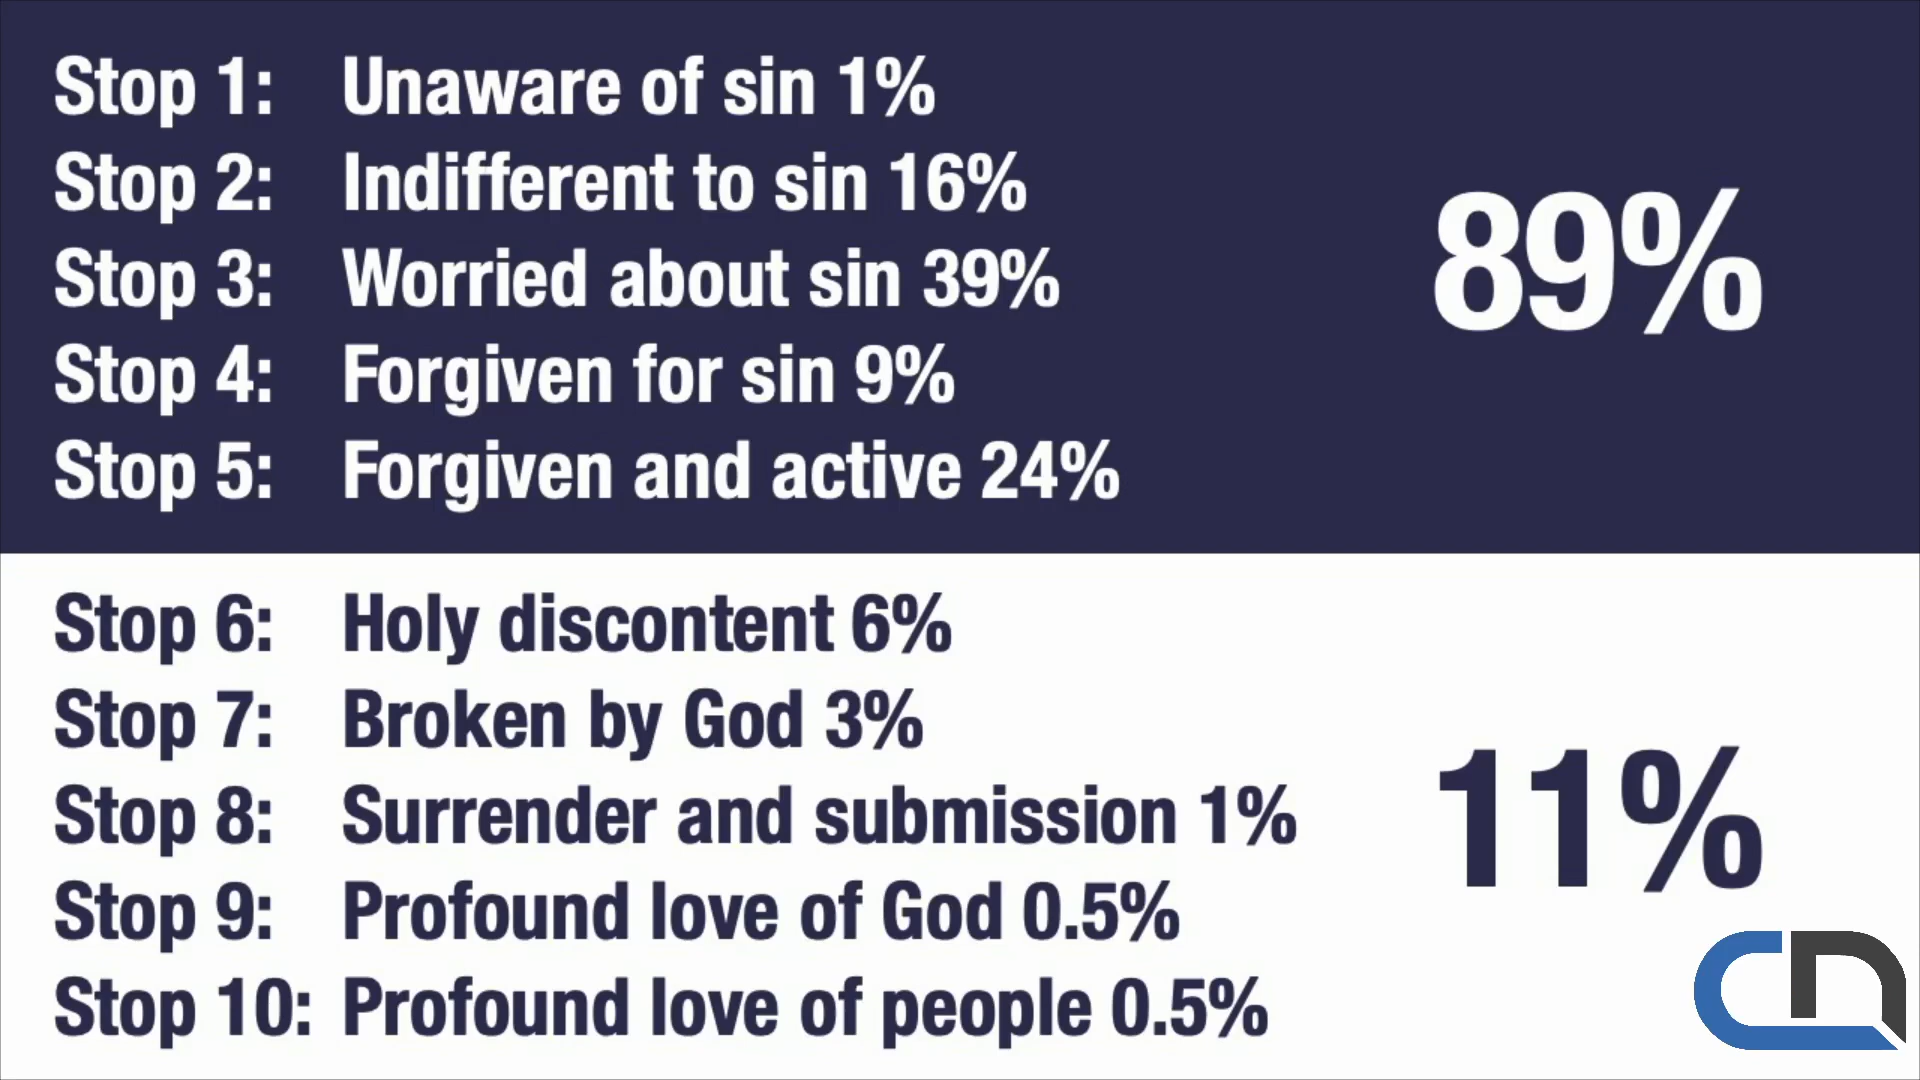 Stop 1: Unaware of sin 1%
Stop 2: Indifferent to sin 16%
Stop 3: Worried about sin 39%
Stop 4: Forgiven for sin 9%
Stop 5: Forgiven and active 24%
89%
Stop 6: Holy discontent 6%
Stop 7: Broken by God 3%
Stop 8: Surrender and submission 1%
Stop 9: Profound love of God 0.5%
Stop 10: Profound love of people 0.5%
11%